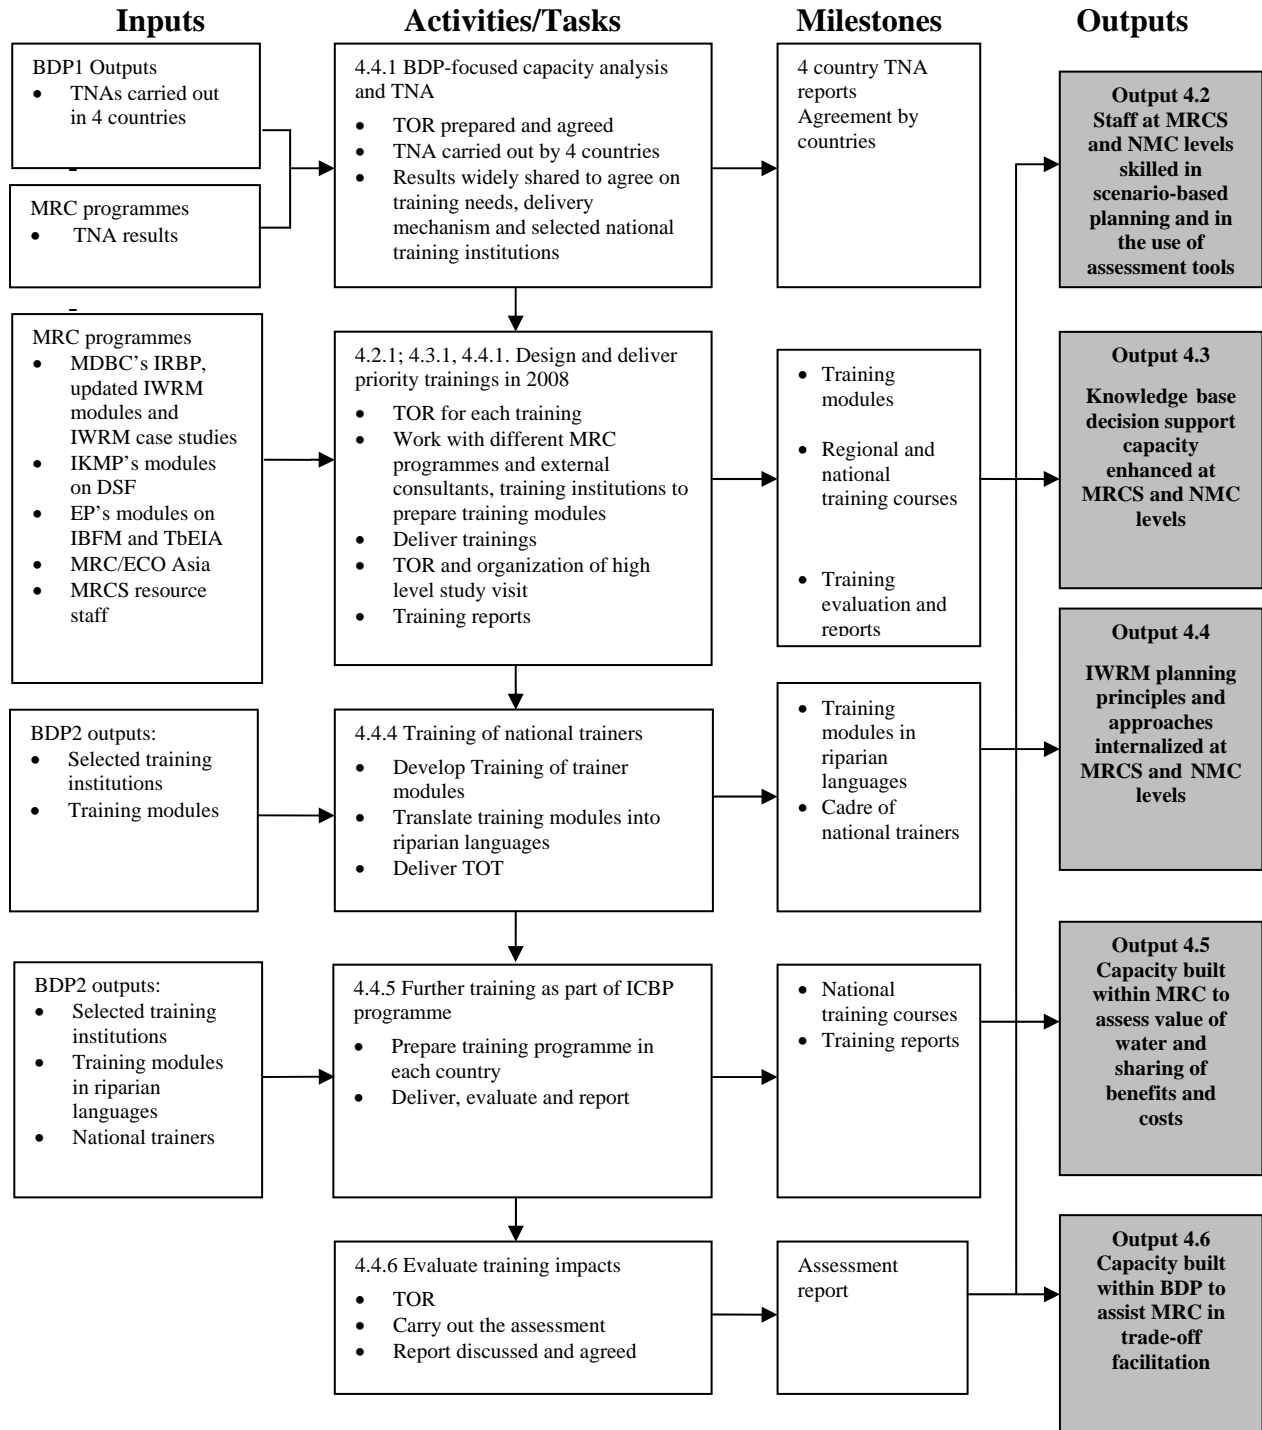 Inputs
Activities/Tasks
Milestones
Outputs
BDP1 Outputs
• TNAs carried out
in 4 countries
MRC programmes
• TNA results
4.4.1 BDP-focused capacity analysis
and TNA
• TOR prepared and agreed
• TNA carried out by 4 countries
• Results widely shared to agree on
training needs, delivery
mechanism and selected national
training institutions
4 country TNA
reports
Agreement by
countries
Output 4.2
Staff at MRCS
and NMC levels
skilled in
scenario-based
planning and in
the use of
assessment tools
MRC programmes
• MDBC's IRBP,
updated IWRM
modules and
IWRM case studies
• IKMP's modules
on DSF
• EP's modules on
IBFM and TbEIA
• MRC/ECO Asia
• MRCS resource
staff
4.2.1; 4.3.1, 4.4.1. Design and deliver
priority trainings in 2008
• TOR for each training
• Work with different MRC
programmes and external
consultants, training institutions to
prepare training modules
• Deliver trainings
• TOR and organization of high
level study visit
• Training reports
• Training
modules
• Regional and
national
training courses
• Training
evaluation and
reports
Output 4.3
Knowledge base
decision support
capacity
enhanced at
MRCS and NMC
levels
BDP2 outputs:
• Selected training
institutions
• Training modules
4.4.4 Training of national trainers
• Develop Training of trainer
modules
• Translate training modules into
riparian languages
• Deliver TOT
• Training
modules in
riparian
languages
• Cadre of
national trainers
Output 4.4
IWRM planning
principles and
approaches
internalized at
MRCS and NMC
levels
BDP2 outputs:
• Selected training
institutions
• Training modules
in riparian
languages
• National trainers
4.4.5 Further training as part of ICBP
programme
• Prepare training programme in
each country
• Deliver, evaluate and report
• National
training courses
• Training reports
Output 4.5
Capacity built
within MRC to
assess value of
water and
sharing of
benefits and
costs
4.4.6 Evaluate training impacts
• TOR
• Carry out the assessment
• Report discussed and agreed
Assessment
report
Output 4.6
Capacity built
within BDP to
assist MRC in
trade-off
facilitation